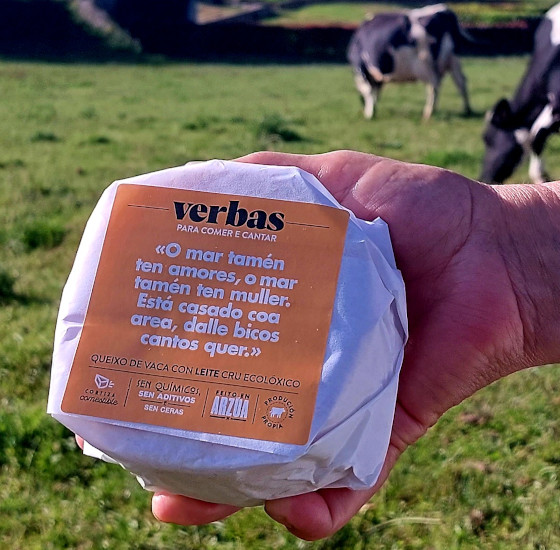 verbas
PARA COMER E CANTAR
«O mar tamén
ten amores, o mar
tamén ten muller.
Está casado coa
area, dalle bicos
cantos quer.»
QUEIXO DE VACA CON LEITE CRU ECOLÓXICO
CORTIZA
comestible
SEN QUÍMICOS,
SEN ADITIVOS
E
SEN CERAS
FEITO EN
ARZÚA
PRODUCIÓN
PROPIA